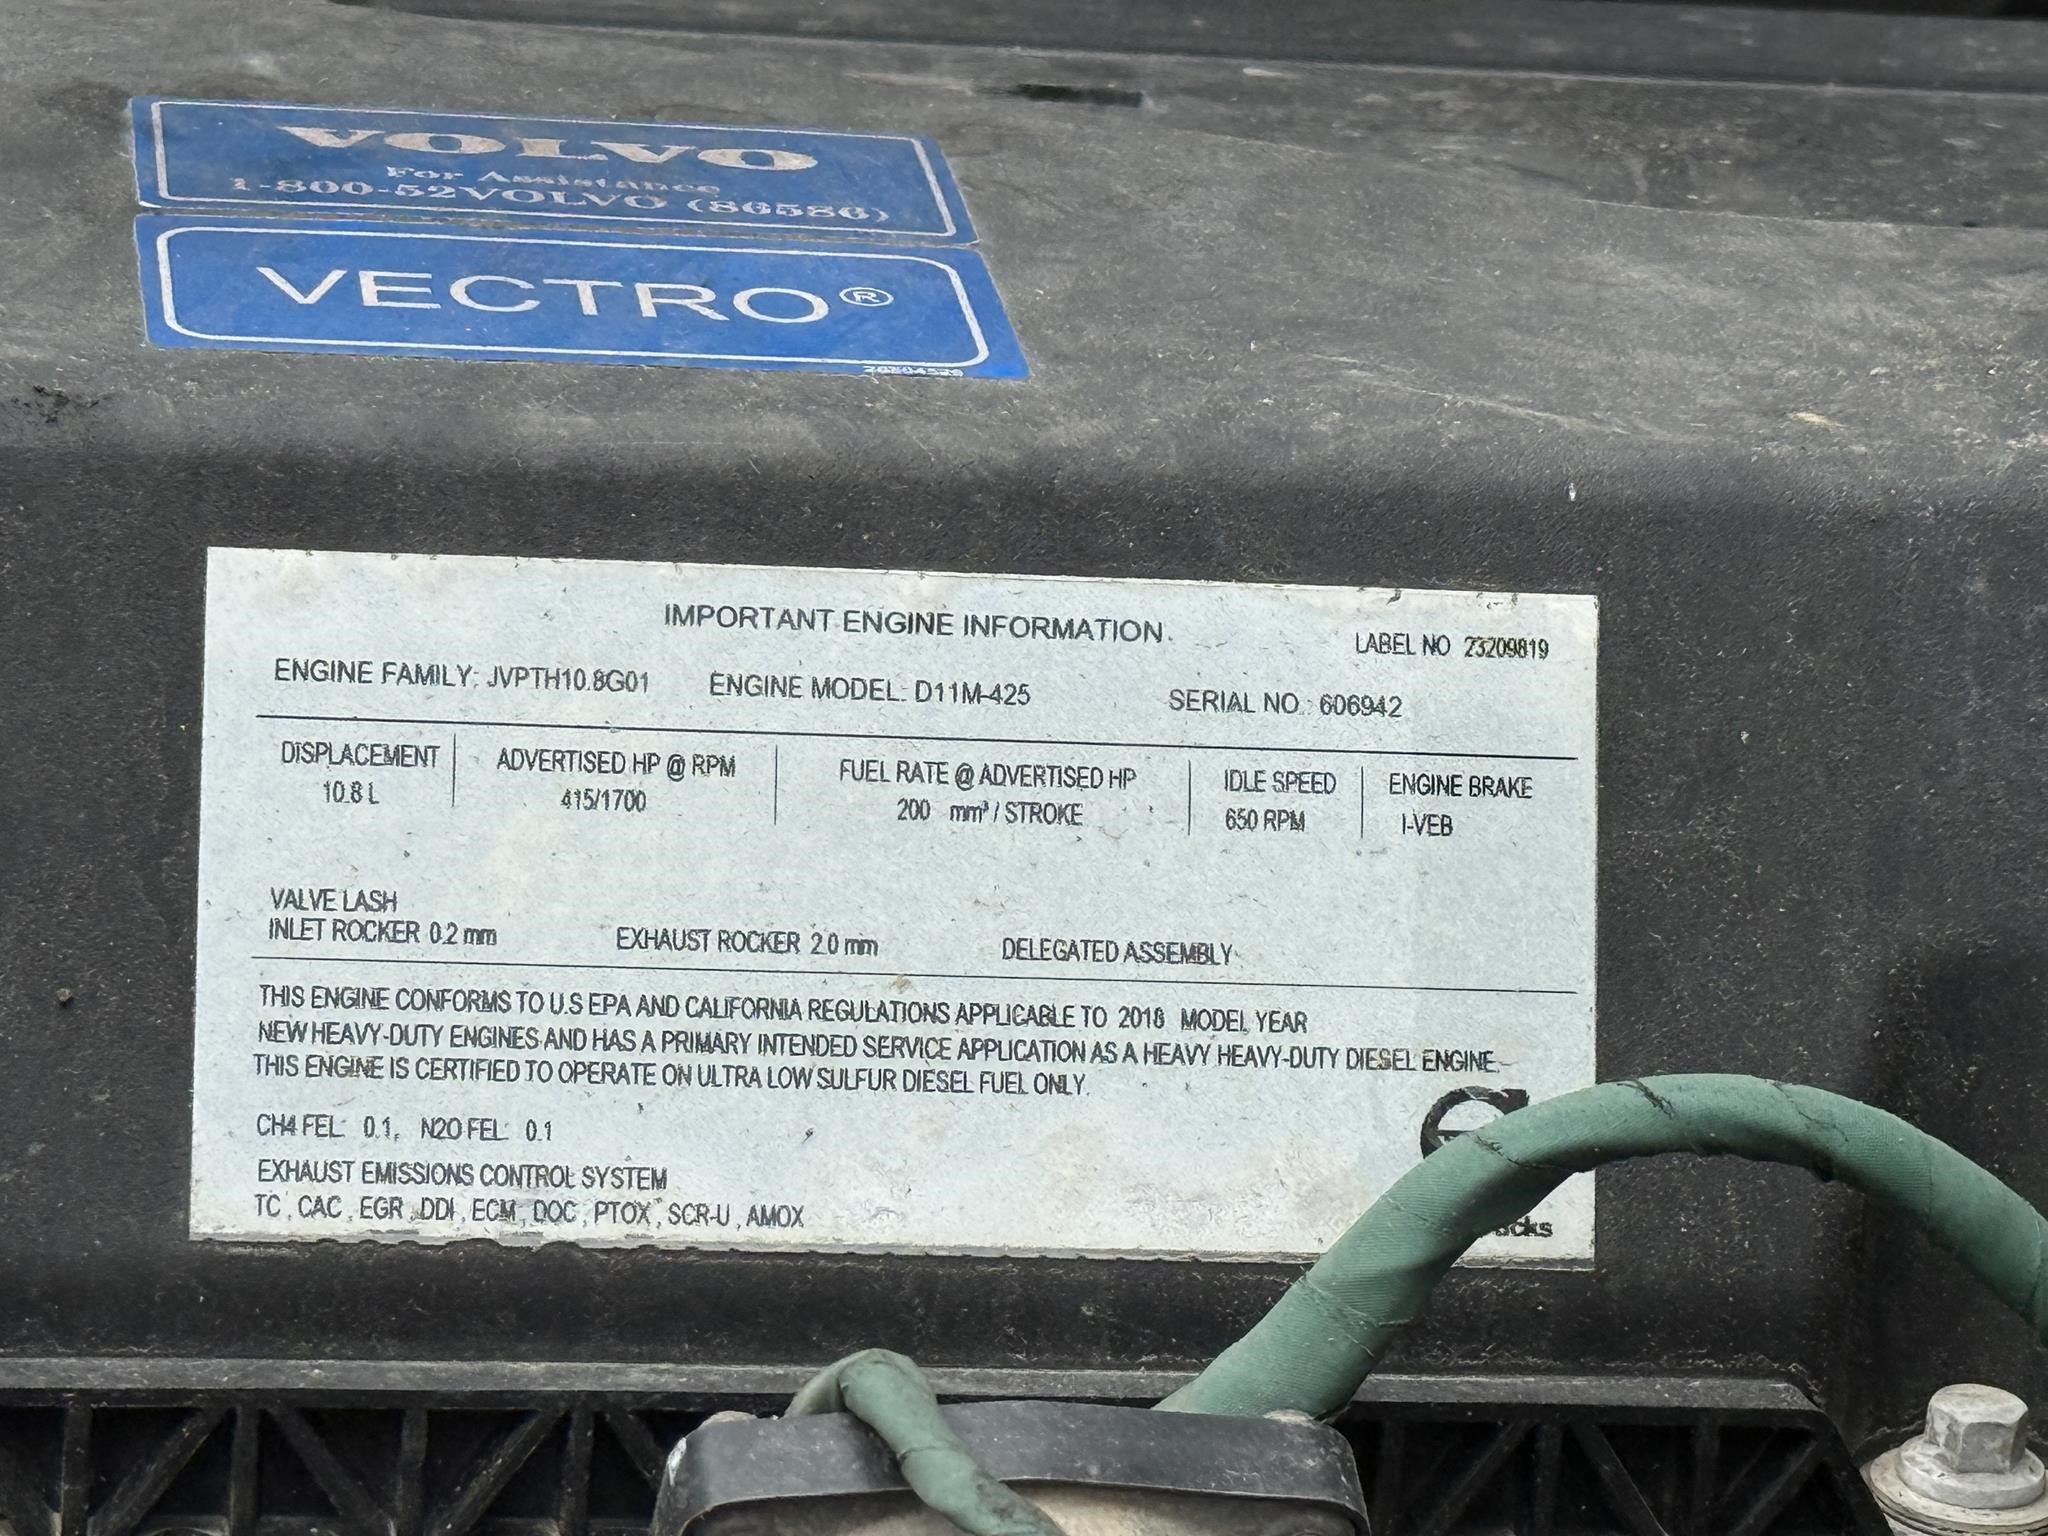 VOLVO
For Assistance
1-800-52VOLVO (86586)
VECTRO®
IMPORTANT ENGINE INFORMATION
LABEL NO 23209819
ENGINE FAMILY: JVPTH10.8G01 ENGINE MODEL: D11M-425 SERIAL NO.: 606942
DISPLACEMENT ADVERTISED HP @ RPM FUEL RATE @ ADVERTISED HP IDLE SPEED ENGINE BRAKE
10.8 L 415/1700 200 mm³ / STROKE 650 RPM I-VEB
VALVE LASH
INLET ROCKER 0.2 mm EXHAUST ROCKER 2.0 mm DELEGATED ASSEMBLY
THIS ENGINE CONFORMS TO U.S EPA AND CALIFORNIA REGULATIONS APPLICABLE TO 2018 MODEL YEAR
NEW HEAVY-DUTY ENGINES AND HAS A PRIMARY INTENDED SERVICE APPLICATION AS A HEAVY HEAVY-DUTY DIESEL ENGINE.
THIS ENGINE IS CERTIFIED TO OPERATE ON ULTRA LOW SULFUR DIESEL FUEL ONLY.
CH4 FEL: 0.1, N2O FEL: 0.1
EXHAUST EMISSIONS CONTROL SYSTEM
TC, CAC, EGR, DDI, ECM, DOC, PTOX, SCR-U, AMOX